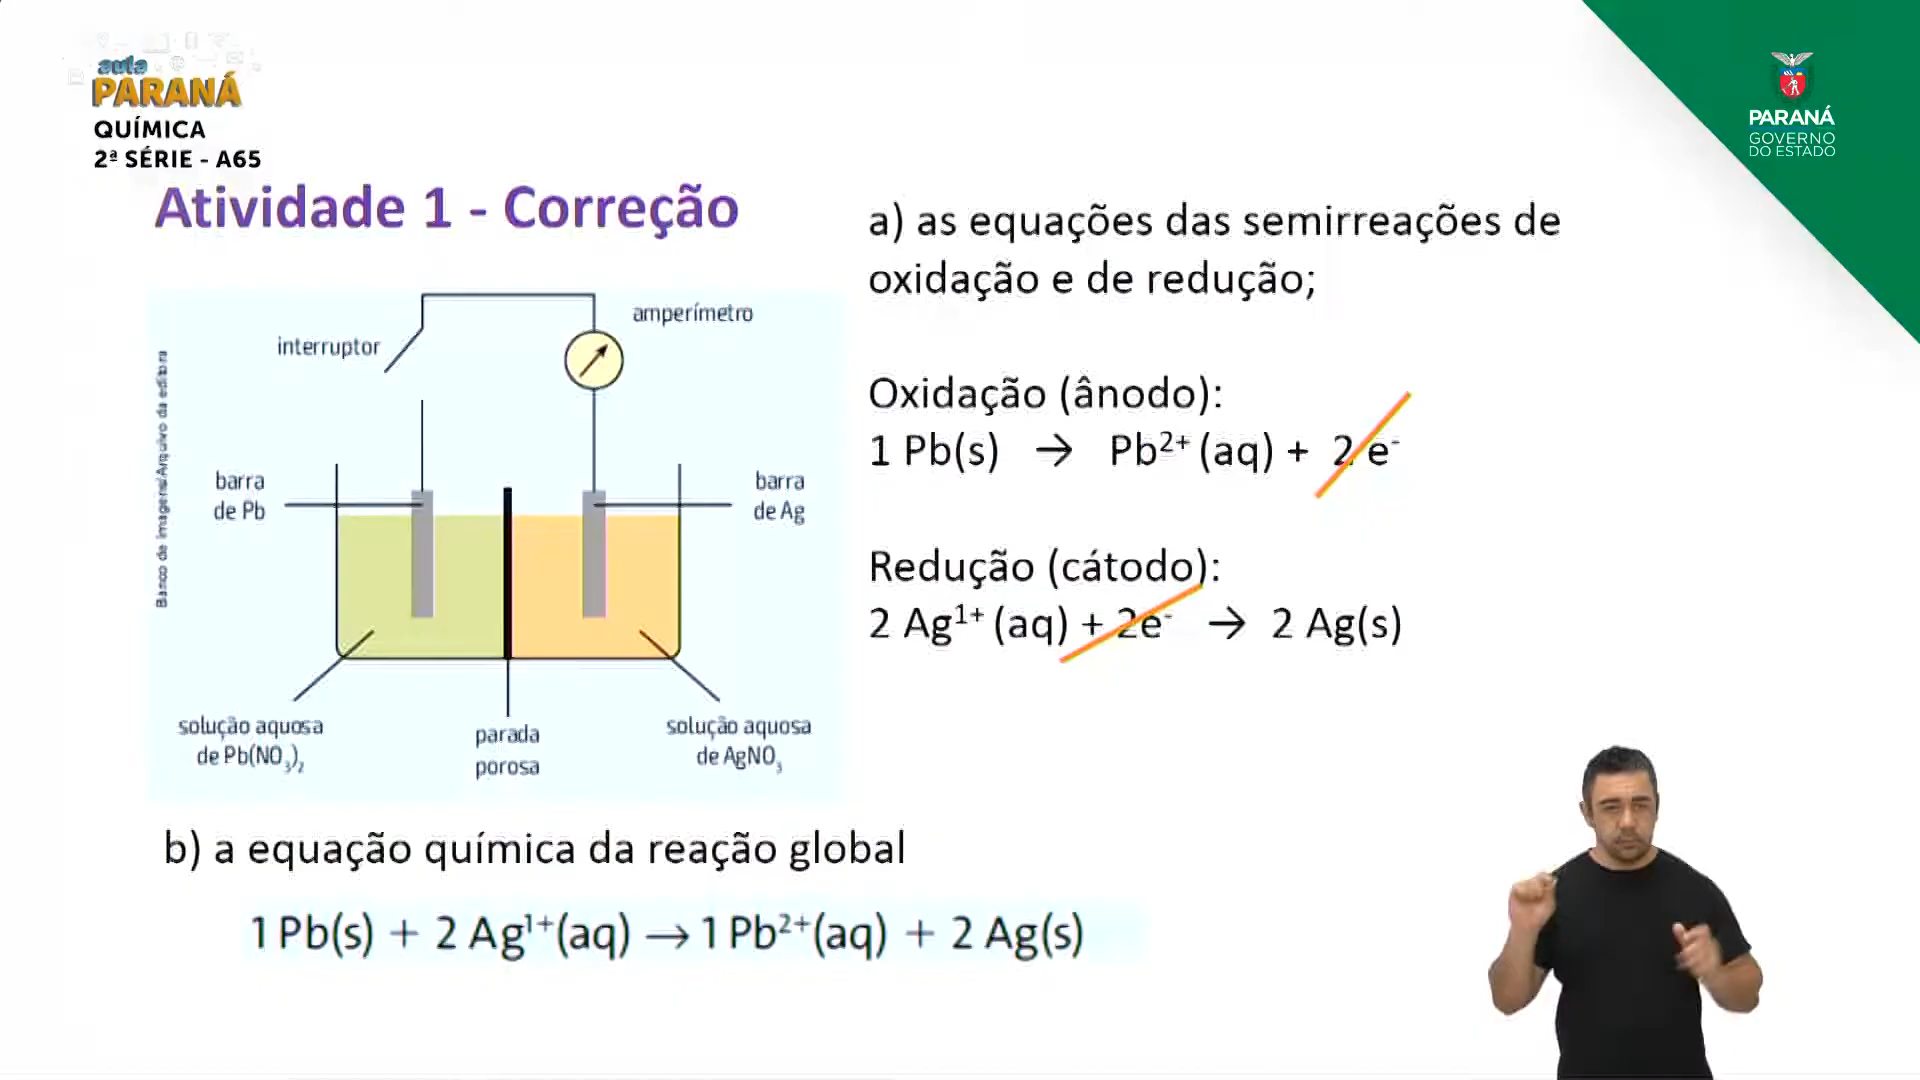 aula
PARANÁ
QUÍMICA
2ª SÉRIE - A65
PARANÁ
GOVERNO
DO ESTADO
Atividade 1 - Correção
a) as equações das semirreações de
oxidação e de redução;
Oxidação (ânodo):
1 Pb(s) → Pb²⁺ (aq) + 2 e⁻
Redução (cátodo):
2 Ag¹⁺ (aq) + 2e⁻ → 2 Ag(s)
interruptor
amperímetro
Banco de imagens/Arquivo da editora
barra
de Pb
barra
de Ag
solução aquosa
de Pb(NO₃)₂
parada
porosa
solução aquosa
de AgNO₃
b) a equação química da reação global
1 Pb(s) + 2 Ag¹⁺(aq) → 1 Pb²⁺(aq) + 2 Ag(s)